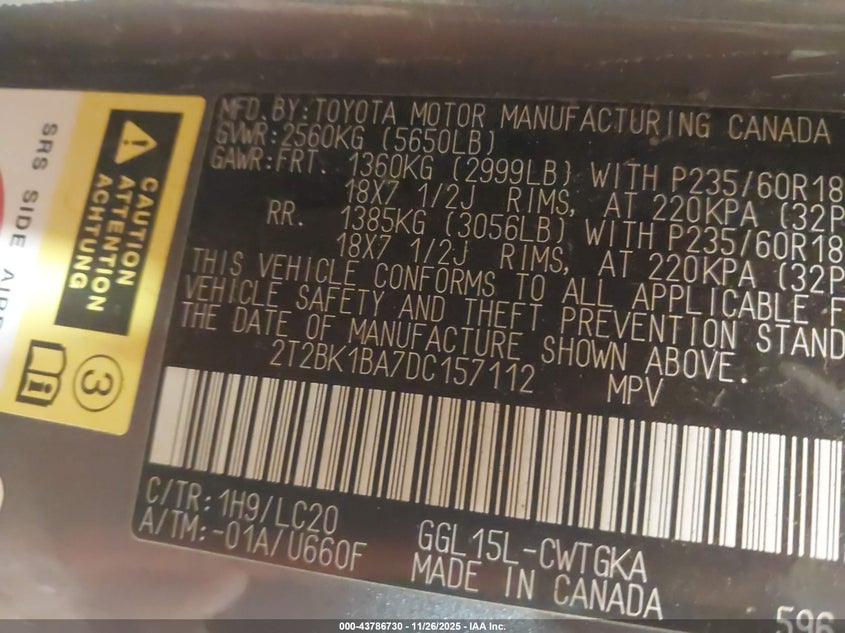 MFD. BY: TOYOTA MOTOR MANUFACTURING CANADA
GVWR: 2560KG (5650LB)
GAWR: FRT. 1360KG (2999LB) WITH P235/60R18
18X7 1/2J RIMS, AT 220KPA (32P
RR. 1385KG (3056LB) WITH P235/60R18
18X7 1/2J RIMS, AT 220KPA (32P
THIS VEHICLE CONFORMS TO ALL APPLICABLE F
VEHICLE SAFETY AND THEFT PREVENTION STAND
THE DATE OF MANUFACTURE SHOWN ABOVE.
2T2BK1BA7DC157112 MPV
C/TR: 1H9/LC20
A/TM: -01A/U660F
GGL15L-CWTGKA
MADE IN CANADA
596
SRS SIDE AIR
CAUTION
ATTENTION
ACHTUNG
3
000-43786730 - 11/26/2025 - IAA Inc.